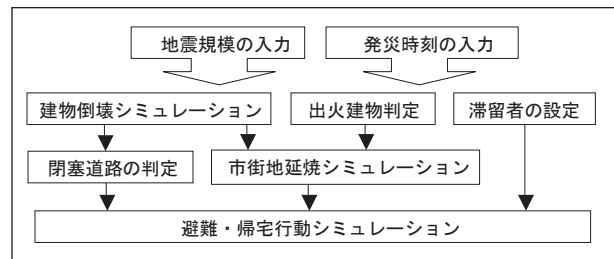 地震規模の入力
発災時刻の入力
建物倒壊シミュレーション
出火建物判定
滞留者の設定
閉塞道路の判定
市街地延焼シミュレーション
避難・帰宅行動シミュレーション